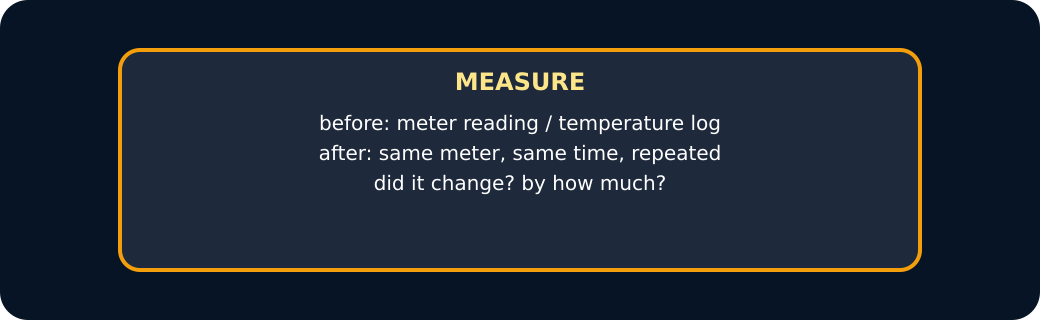 MEASURE
before: meter reading / temperature log
after: same meter, same time, repeated
did it change? by how much?